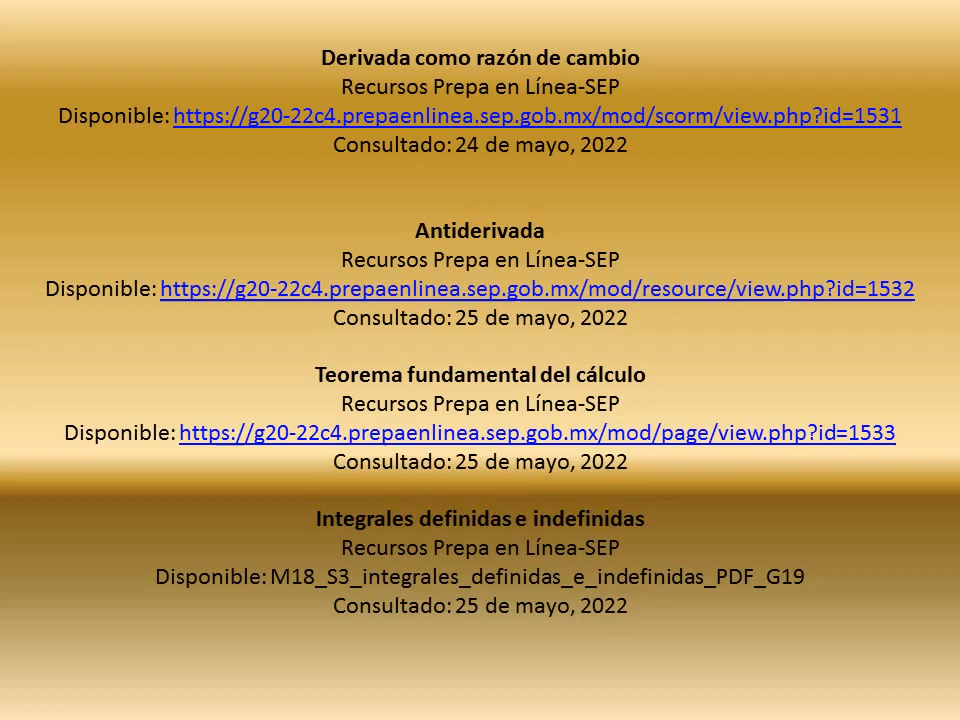 Derivada como razón de cambio
Recursos Prepa en Línea-SEP
Disponible: https://g20-22c4.prepaenlinea.sep.gob.mx/mod/scorm/view.php?id=1531
Consultado: 24 de mayo, 2022
Antiderivada
Recursos Prepa en Línea-SEP
Disponible: https://g20-22c4.prepaenlinea.sep.gob.mx/mod/resource/view.php?id=1532
Consultado: 25 de mayo, 2022
Teorema fundamental del cálculo
Recursos Prepa en Línea-SEP
Disponible: https://g20-22c4.prepaenlinea.sep.gob.mx/mod/page/view.php?id=1533
Consultado: 25 de mayo, 2022
Integrales definidas e indefinidas
Recursos Prepa en Línea-SEP
Disponible: M18_S3_integrales_definidas_e_indefinidas_PDF_G19
Consultado: 25 de mayo, 2022